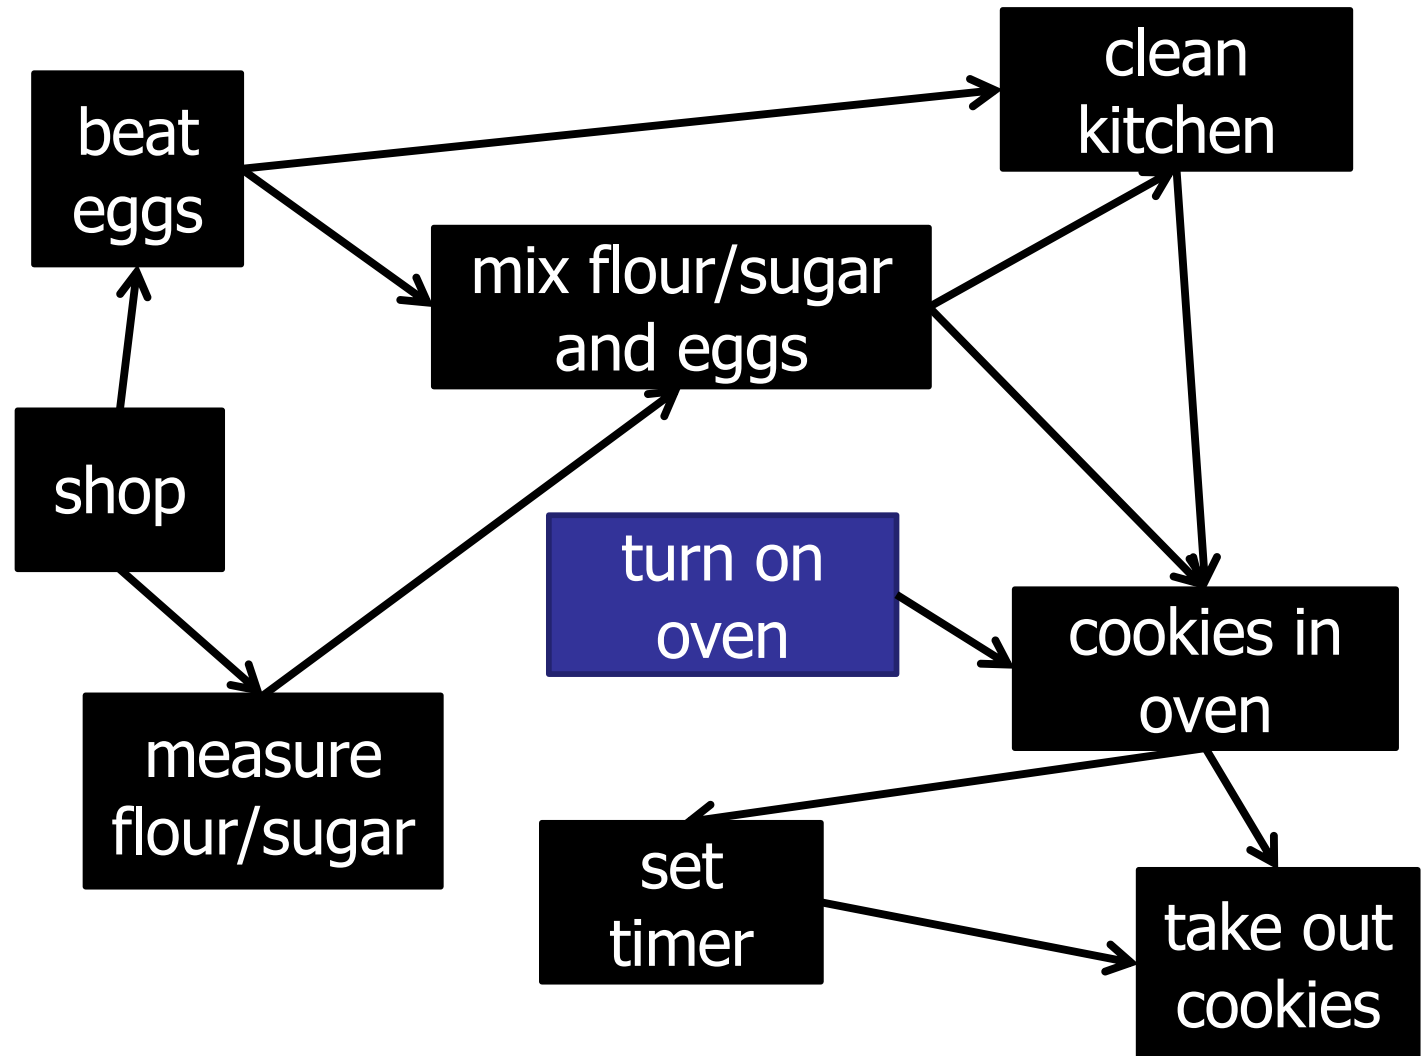 clean
kitchen
beat
eggs
mix flour/sugar
and eggs
shop
turn on
oven
cookies in
oven
measure
flour/sugar
set
timer
take out
cookies